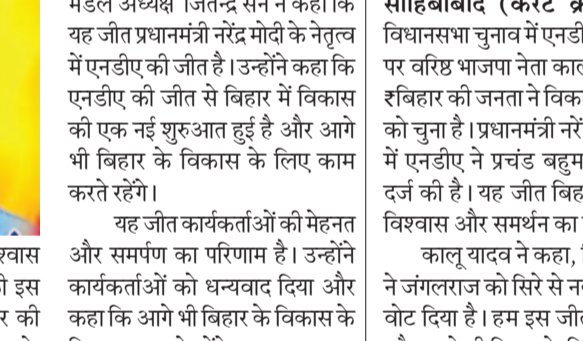 मंडल अध्यक्ष जितेन्द्र सेन ने कहा कि
यह जीत प्रधानमंत्री नरेंद्र मोदी के नेतृत्व
में एनडीए की जीत है। उन्होंने कहा कि
एनडीए की जीत से बिहार में विकास
की एक नई शुरुआत हुई है और आगे
भी बिहार के विकास के लिए काम
करते रहेंगे।
यह जीत कार्यकर्ताओं की मेहनत
और समर्पण का परिणाम है। उन्होंने
कार्यकर्ताओं को धन्यवाद दिया और
कहा कि आगे भी बिहार के विकास के
साहिबाबाद (करंट
विधानसभा चुनाव में एनडी
पर वरिष्ठ भाजपा नेता काल
₹बिहार की जनता ने विक
को चुना है। प्रधानमंत्री नरें
में एनडीए ने प्रचंड बहुम
दर्ज की है। यह जीत बिह
विश्वास और समर्थन का
कालू यादव ने कहा,
ने जंगलराज को सिरे से न
वोट दिया है। हम इस जी
श्वास
इस
र की